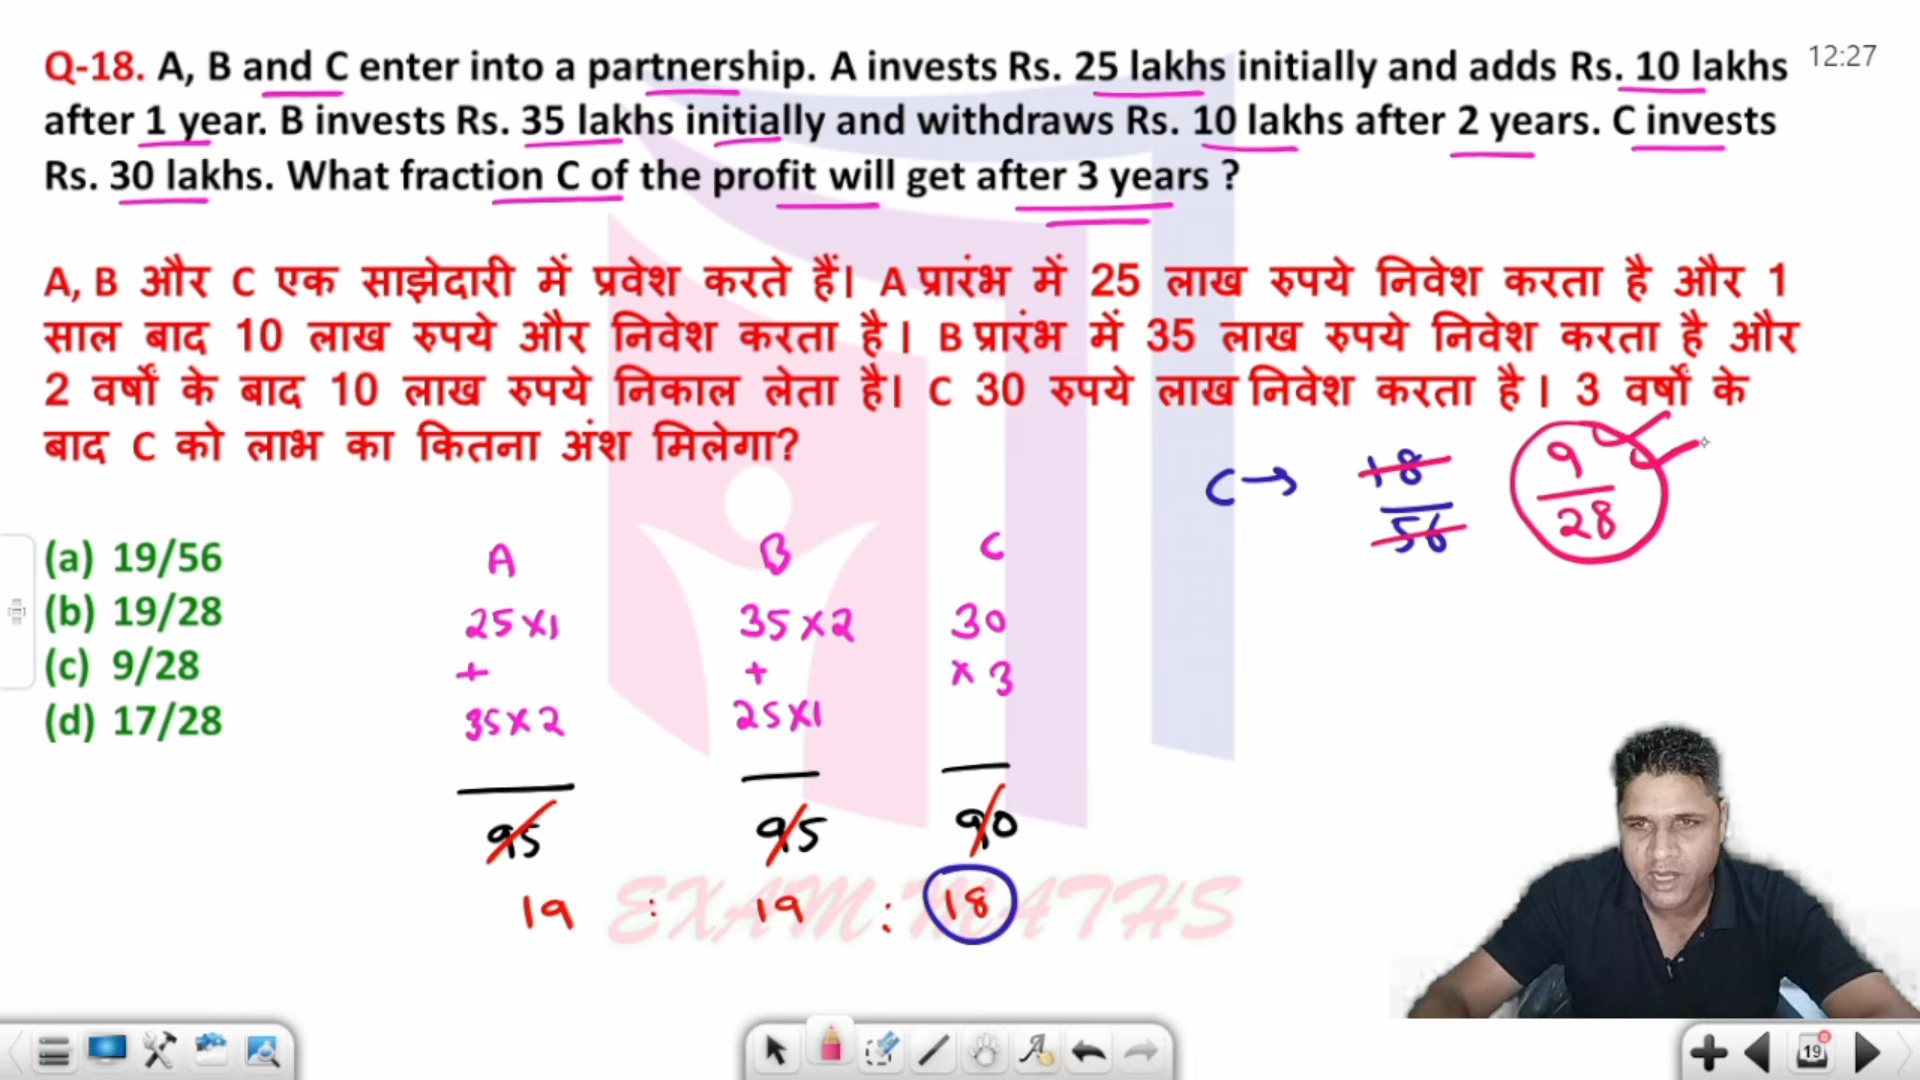 Q-18. A, B and C enter into a partnership. A invests Rs. 25 lakhs initially and adds Rs. 10 lakhs
12:27
after 1 year. B invests Rs. 35 lakhs initially and withdraws Rs. 10 lakhs after 2 years. C invests
Rs. 30 lakhs. What fraction C of the profit will get after 3 years ?
A, B और C एक साझेदारी में प्रवेश करते हैं। A प्रारंभ में 25 लाख रुपये निवेश करता है और 1
साल बाद 10 लाख रुपये और निवेश करता है। B प्रारंभ में 35 लाख रुपये निवेश करता है और
2 वर्षों के बाद 10 लाख रुपये निकाल लेता है। C 30 रुपये लाख निवेश करता है। 3 वर्षों के
बाद C को लाभ का कितना अंश मिलेगा?
C → 18/56 9/28
(a) 19/56
(b) 19/28
(c) 9/28
(d) 17/28
A B C
25×1 35×2 30
+ + × 3
35×2 25×1
95 95 90
19 : 19 : 18
EXAM MATHS
19
0